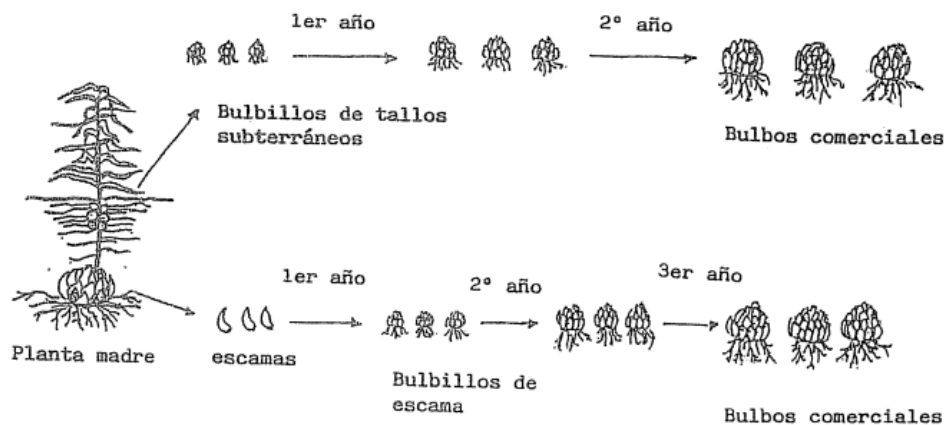 1er año
2º año
Bulbillos de tallos
subterráneos
Bulbos comerciales
1er año
2º año
3er año
Planta madre
escamas
Bulbillos de
escama
Bulbos comerciales